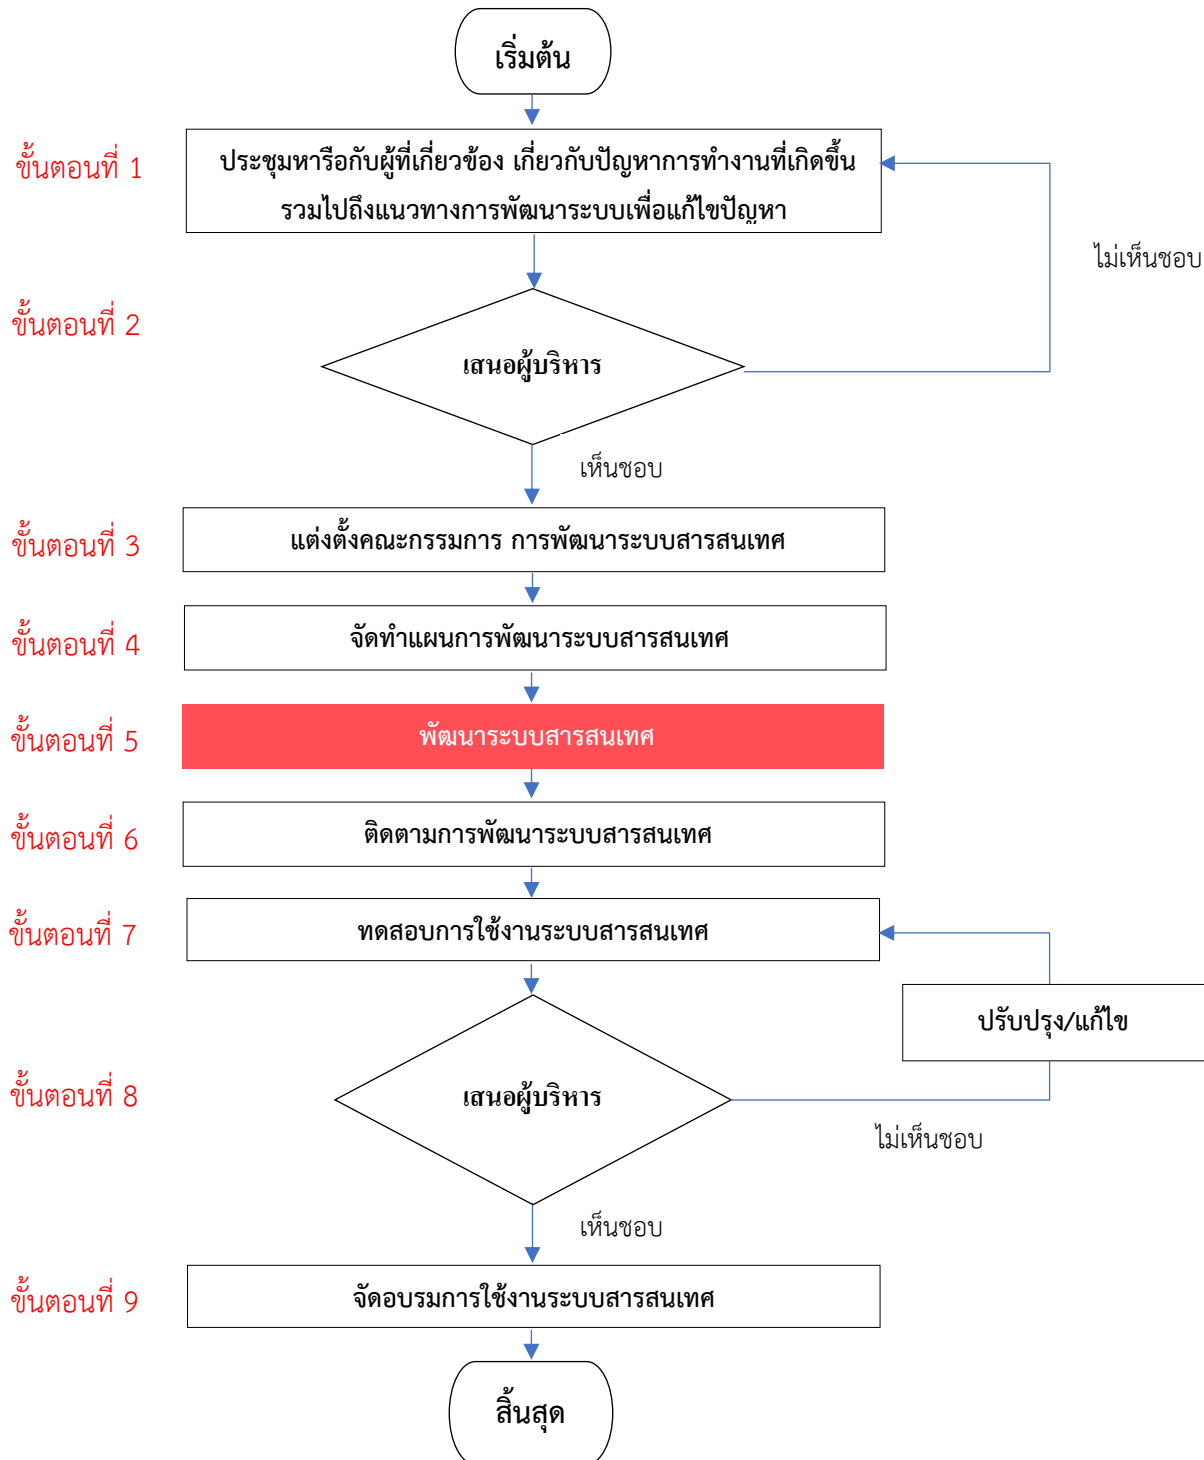 เริ่มต้น
ขั้นตอนที่ 1
ประชุมหารือกับผู้ที่เกี่ยวข้อง เกี่ยวกับปัญหาการทำงานที่เกิดขึ้น
รวมไปถึงแนวทางการพัฒนาระบบเพื่อแก้ไขปัญหา
ไม่เห็นชอบ
ขั้นตอนที่ 2
เสนอผู้บริหาร
เห็นชอบ
ขั้นตอนที่ 3
แต่งตั้งคณะกรรมการ การพัฒนาระบบสารสนเทศ
ขั้นตอนที่ 4
จัดทำแผนการพัฒนาระบบสารสนเทศ
ขั้นตอนที่ 5
พัฒนาระบบสารสนเทศ
ขั้นตอนที่ 6
ติดตามการพัฒนาระบบสารสนเทศ
ขั้นตอนที่ 7
ทดสอบการใช้งานระบบสารสนเทศ
ปรับปรุง/แก้ไข
ขั้นตอนที่ 8
เสนอผู้บริหาร
ไม่เห็นชอบ
เห็นชอบ
ขั้นตอนที่ 9
จัดอบรมการใช้งานระบบสารสนเทศ
สิ้นสุด